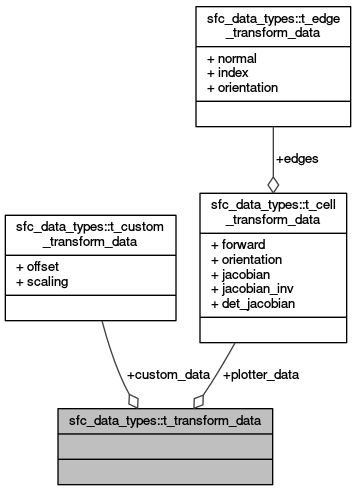 sfc_data_types::t_edge
_transform_data
+ normal
+ index
+ orientation
+edges
sfc_data_types::t_cell
_transform_data
+ forward
+ orientation
+ jacobian
+ jacobian_inv
+ det_jacobian
sfc_data_types::t_custom
_transform_data
+ offset
+ scaling
+custom_data
+plotter_data
sfc_data_types::t_transform_data